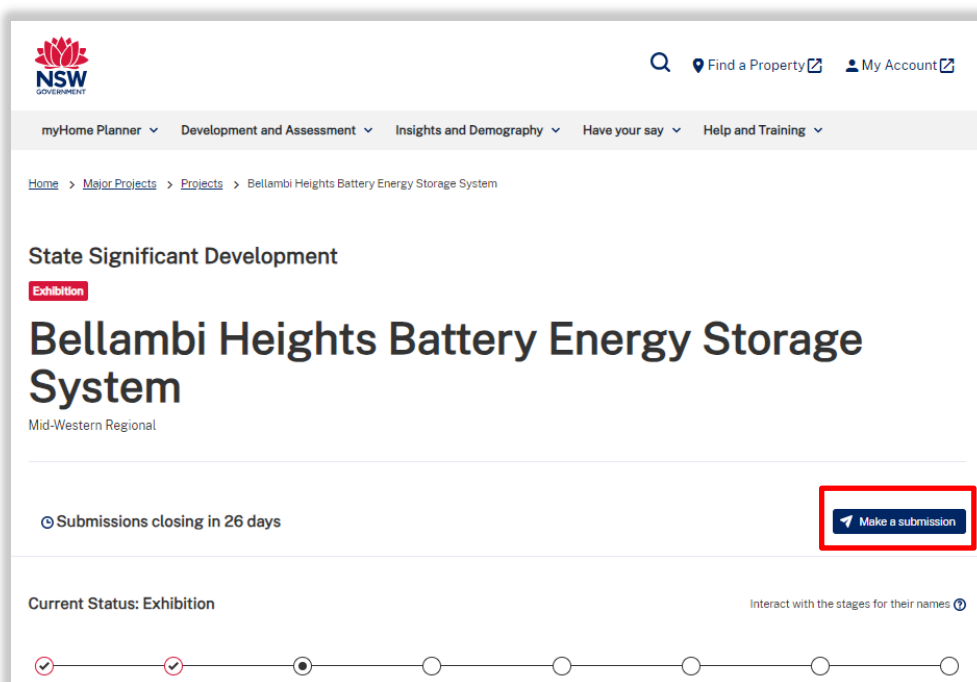 NSW
GOVERNMENT
Find a Property My Account
myHome Planner Development and Assessment Insights and Demography Have your say Help and Training
Home > Major Projects > Projects > Bellambi Heights Battery Energy Storage System
State Significant Development
Exhibition
Bellambi Heights Battery Energy Storage
System
Mid-Western Regional
Submissions closing in 26 days Make a submission
Current Status: Exhibition Interact with the stages for their names ?